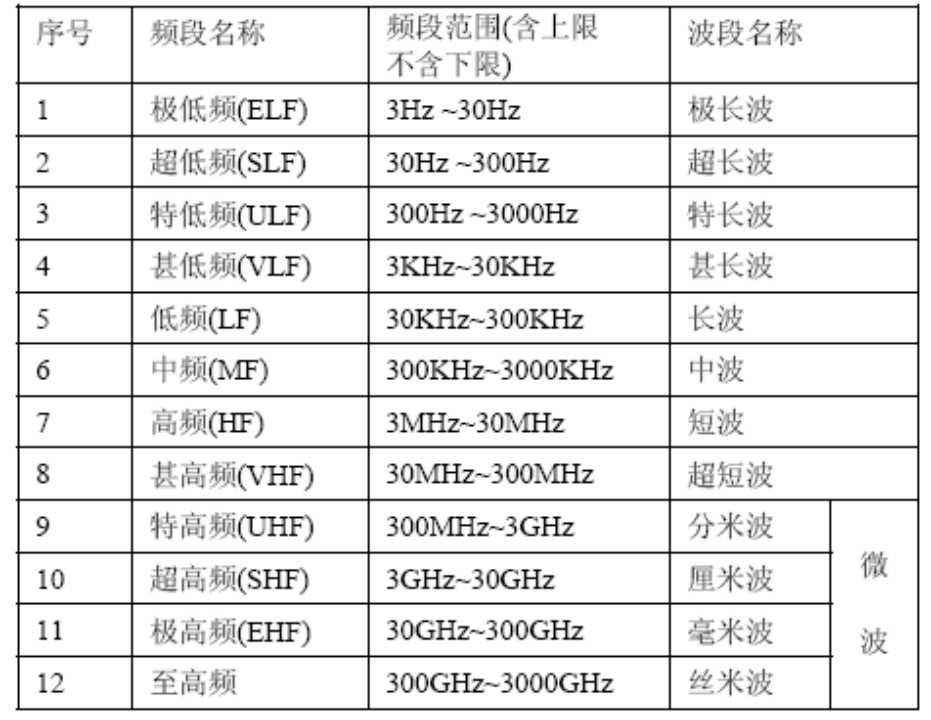 序号 频段名称 频段范围(含上限不含下限) 波段名称
1 极低频(ELF) 3Hz ~30Hz 极长波
2 超低频(SLF) 30Hz ~300Hz 超长波
3 特低频(ULF) 300Hz ~3000Hz 特长波
4 甚低频(VLF) 3KHz~30KHz 甚长波
5 低频(LF) 30KHz~300KHz 长波
6 中频(MF) 300KHz~3000KHz 中波
7 高频(HF) 3MHz~30MHz 短波
8 甚高频(VHF) 30MHz~300MHz 超短波
9 特高频(UHF) 300MHz~3GHz 分米波 微波
10 超高频(SHF) 3GHz~30GHz 厘米波
11 极高频(EHF) 30GHz~300GHz 毫米波
12 至高频 300GHz~3000GHz 丝米波